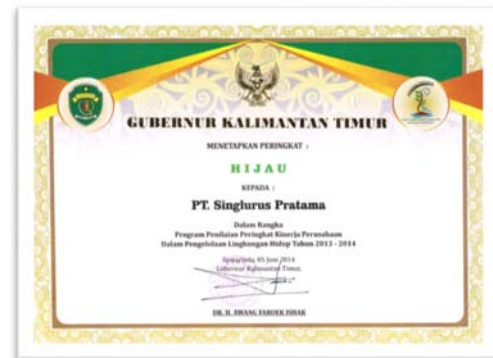 GUBERNUR KALIMANTAN TIMUR
MENETAPKAN PERINGKAT :
HIJAU
KEPADA :
PT. Singlurus Pratama
Dalam Rangka
Program Penilaian Peringkat Kinerja Perusahaan
Dalam Pengelolaan Lingkungan Hidup Tahun 2013 - 2014
Samarinda, 05 Juni 2014
Gubernur Kalimantan Timur,
DR. H. AWANG FAROEK ISHAK